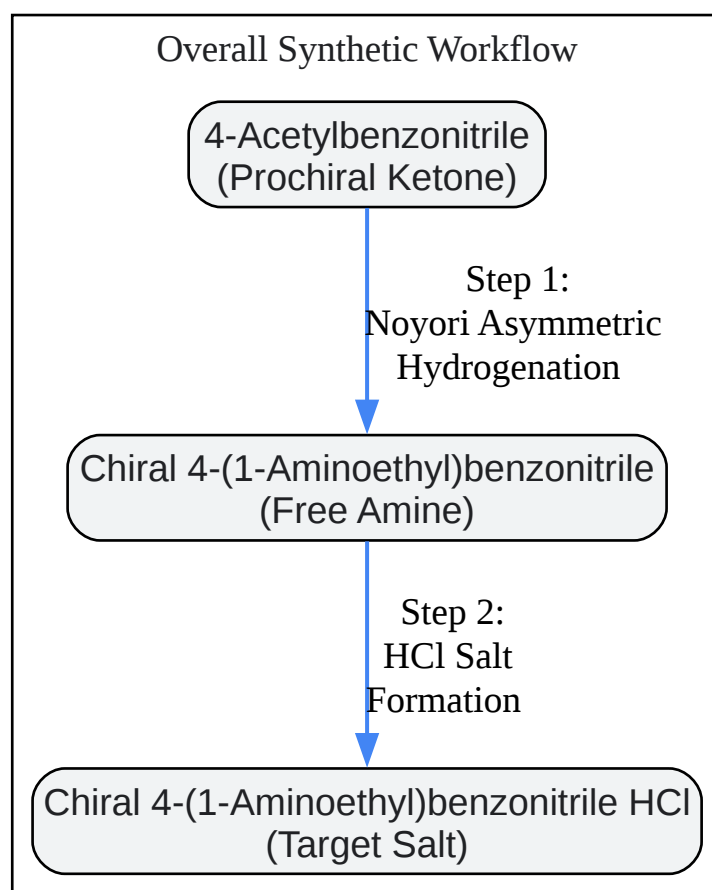 Overall Synthetic Workflow
4-Acetylbenzonitrile
(Prochiral Ketone)
Step 1:
Noyori Asymmetric
Hydrogenation
Chiral 4-(1-Aminoethyl)benzonitrile
(Free Amine)
Step 2:
HCl Salt
Formation
Chiral 4-(1-Aminoethyl)benzonitrile HCl
(Target Salt)